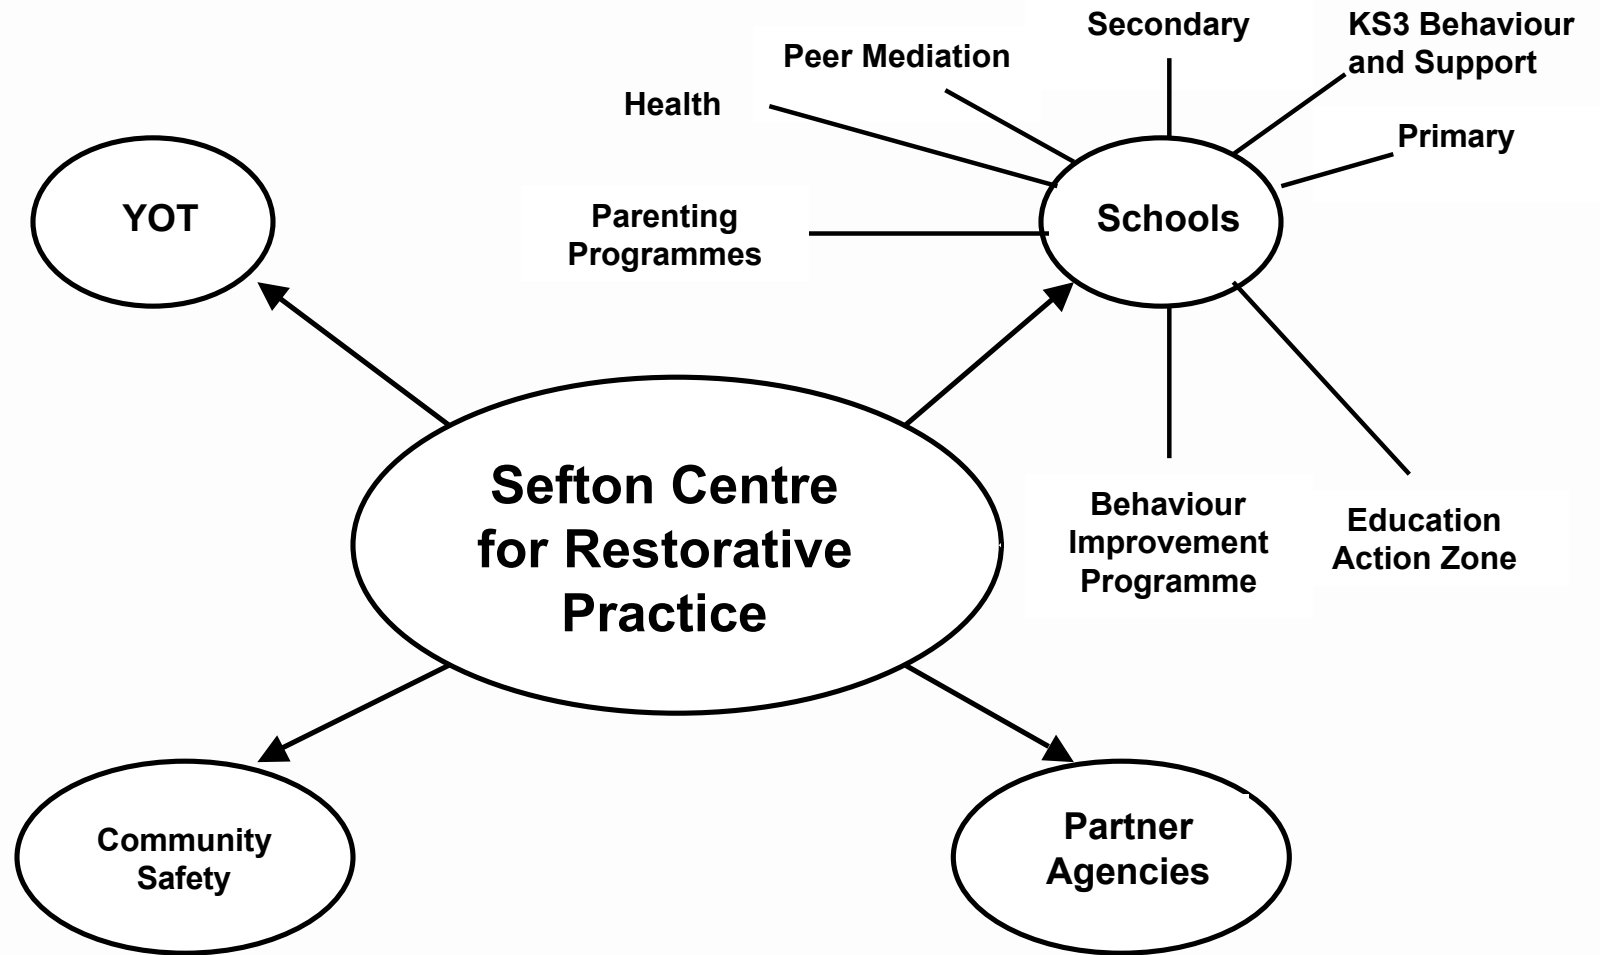 Secondary
KS3 Behaviour
and Support
Peer Mediation
Health
Primary
YOT
Parenting
Programmes
Schools
Sefton Centre
for Restorative
Practice
Behaviour
Improvement
Programme
Education
Action Zone
Community
Safety
Partner
Agencies